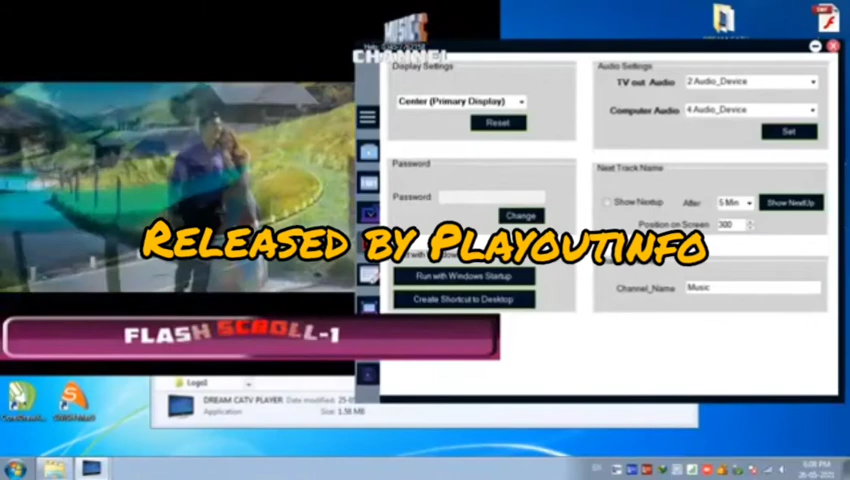 MUSIC
CHANNEL
Display Settings
Center (Primary Display)
Reset
Audio Settings
TV out Audio
2 Audio_Device
Computer Audio
4 Audio_Device
Set
Password
Password
Change
Next Track Name
Show Nextup
After
5 Min
Show NextUp
Position on Screen
300
Released by Playoutinfo
Run with Windows Startup
Create Shortcut to Desktop
Channel_Name
Music
FLASH SCROLL-1
Logo1
DREAM CATV PLAYER
Date modified:
Application
Size: 1.58 MB
EN
6:08 PM